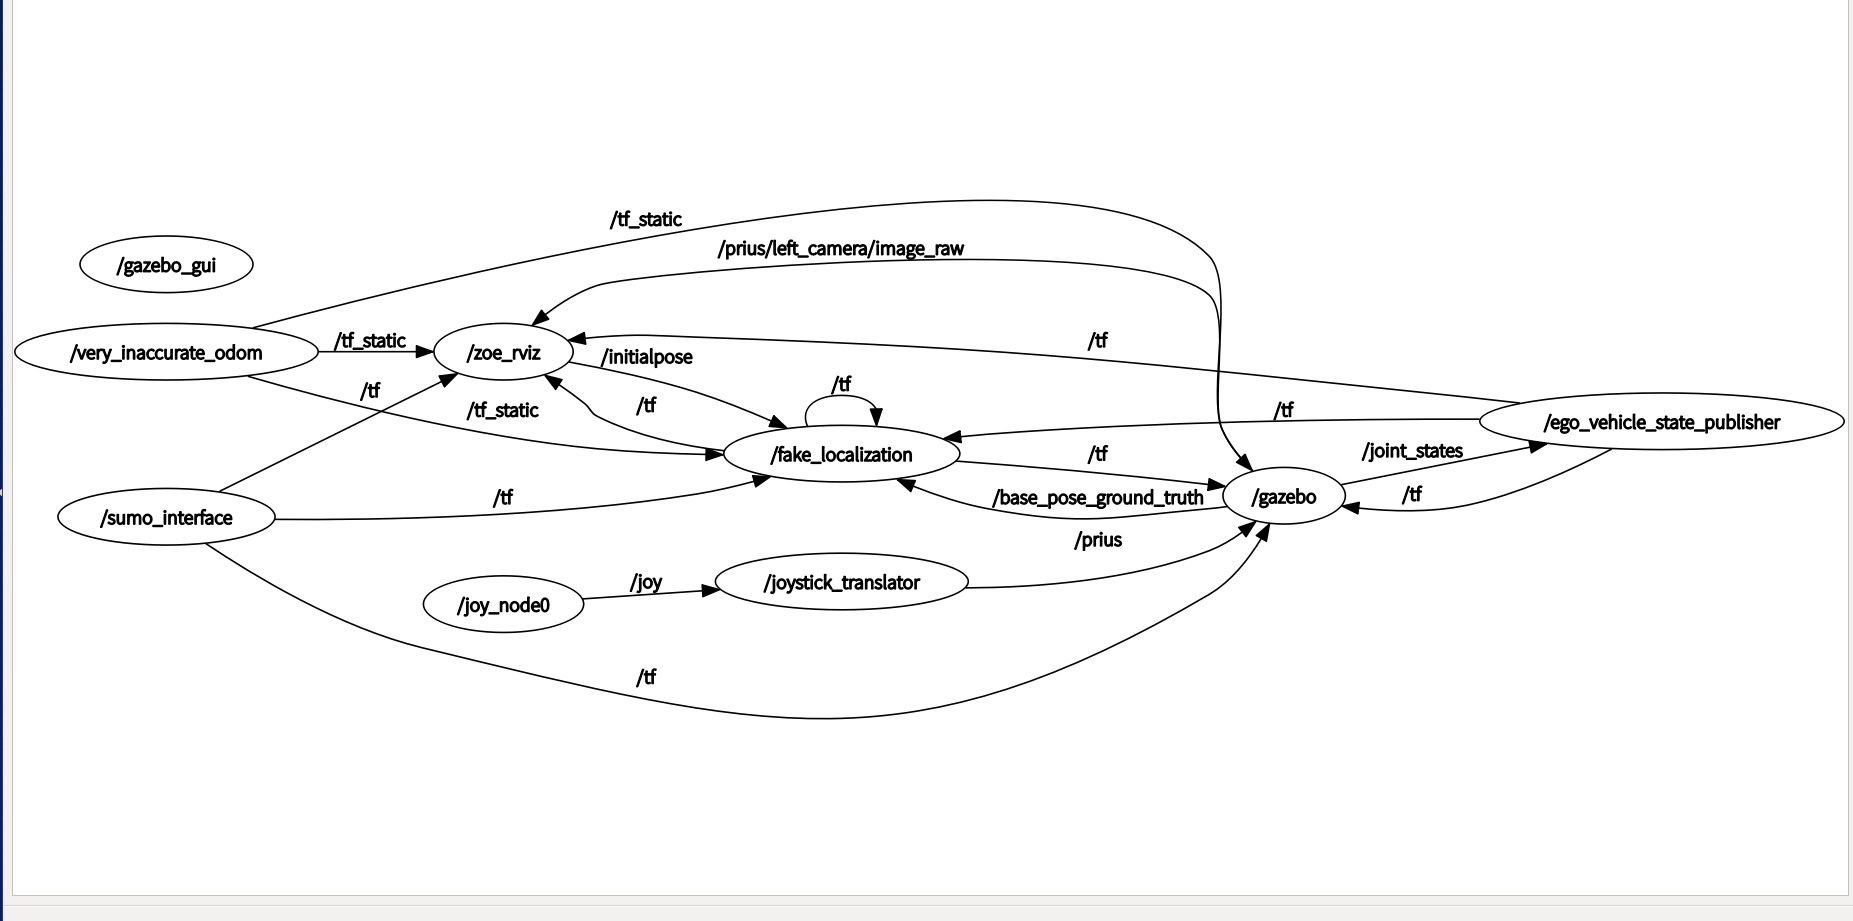 /tf_static
/prius/left_camera/image_raw
/gazebo_gui
/tf_static
/tf
/very_inaccurate_odom
/zoe_rviz
/initialpose
/tf
/tf
/tf
/tf_static
/tf
/ego_vehicle_state_publisher
/fake_localization
/tf
/joint_states
/tf
/base_pose_ground_truth
/gazebo
/tf
/sumo_interface
/prius
/joy
/joystick_translator
/joy_node0
/tf